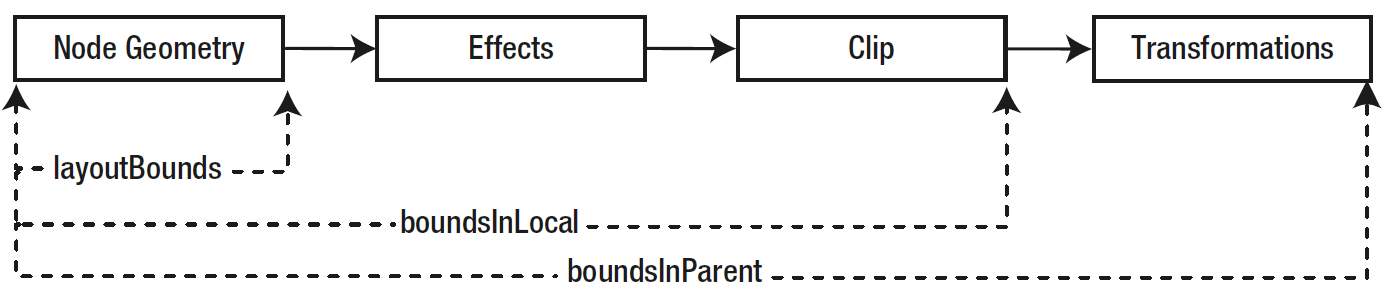 Node Geometry
Effects
Clip
Transformations
layoutBounds
boundsInLocal
boundsInParent